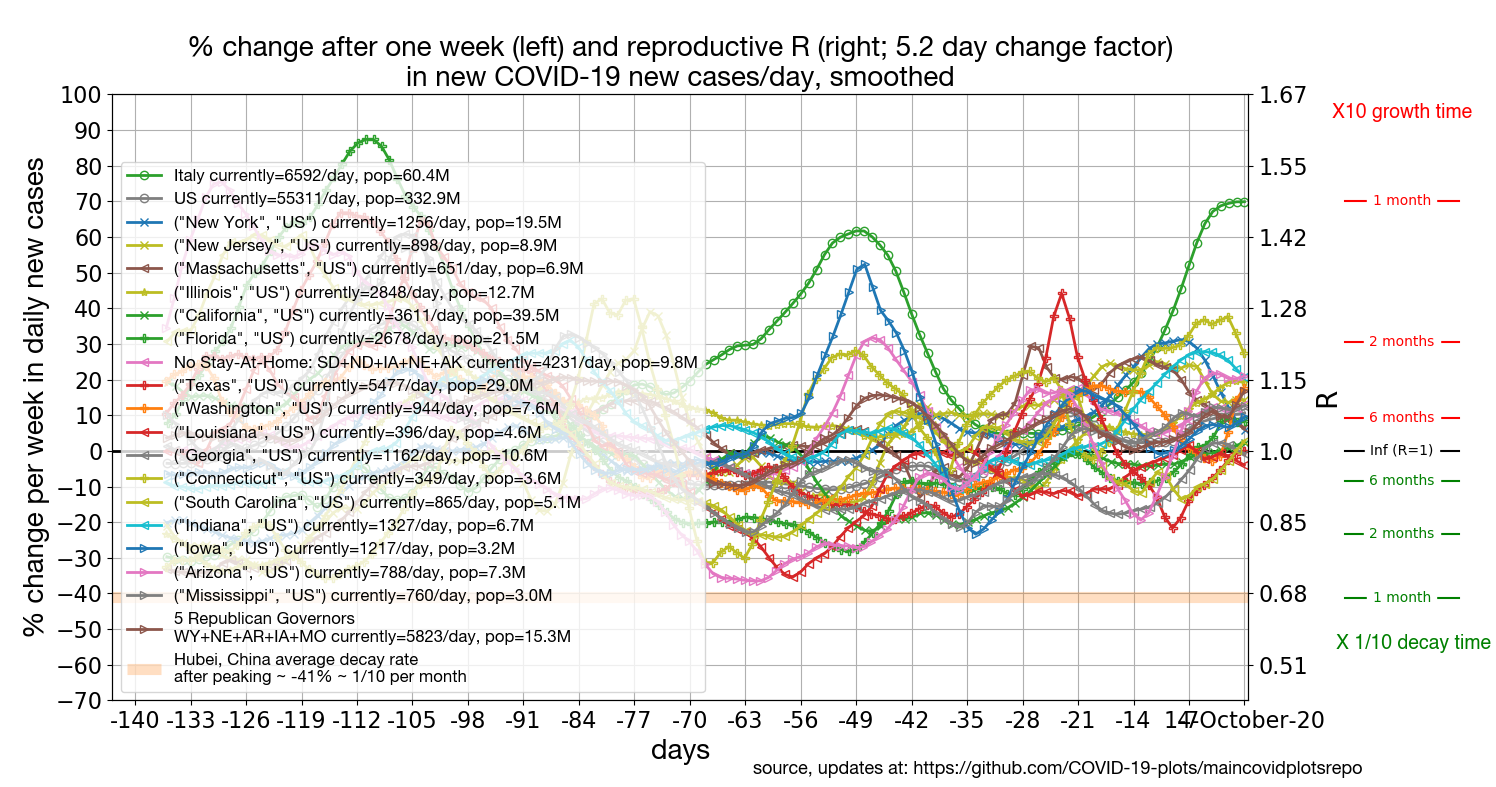 % change after one week (left) and reproductive R (right; 5.2 day change factor)
in new COVID-19 new cases/day, smoothed
% change per week in daily new cases
100
90
80
70
60
50
40
30
20
10
0
−10
−20
−30
−40
−50
−60
−70
Italy currently=6592/day, pop=60.4M
US currently=55311/day, pop=332.9M
("New York", "US") currently=1256/day, pop=19.5M
("New Jersey", "US") currently=898/day, pop=8.9M
("Massachusetts", "US") currently=651/day, pop=6.9M
("Illinois", "US") currently=2848/day, pop=12.7M
("California", "US") currently=3611/day, pop=39.5M
("Florida", "US") currently=2678/day, pop=21.5M
No Stay-At-Home: SD+ND+IA+NE+AK currently=4231/day, pop=9.8M
("Texas", "US") currently=5477/day, pop=29.0M
("Washington", "US") currently=944/day, pop=7.6M
("Louisiana", "US") currently=396/day, pop=4.6M
("Georgia", "US") currently=1162/day, pop=10.6M
("Connecticut", "US") currently=349/day, pop=3.6M
("South Carolina", "US") currently=865/day, pop=5.1M
("Indiana", "US") currently=1327/day, pop=6.7M
("Iowa", "US") currently=1217/day, pop=3.2M
("Arizona", "US") currently=788/day, pop=7.3M
("Mississippi", "US") currently=760/day, pop=3.0M
5 Republican Governors
WY+NE+AR+IA+MO currently=5823/day, pop=15.3M
Hubei, China average decay rate
after peaking ~ -41% ~ 1/10 per month
1.67
1.55
1.42
1.28
1.15
1.0
0.85
0.68
0.51
R
X10 growth time
1 month
2 months
6 months
Inf (R=1)
6 months
2 months
1 month
X 1/10 decay time
-140 -133 -126 -119 -112 -105 -98 -91 -84 -77 -70 -63 -56 -49 -42 -35 -28 -21 -14 October-20
days
source, updates at: https://github.com/COVID-19-plots/maincovidplotsrepo